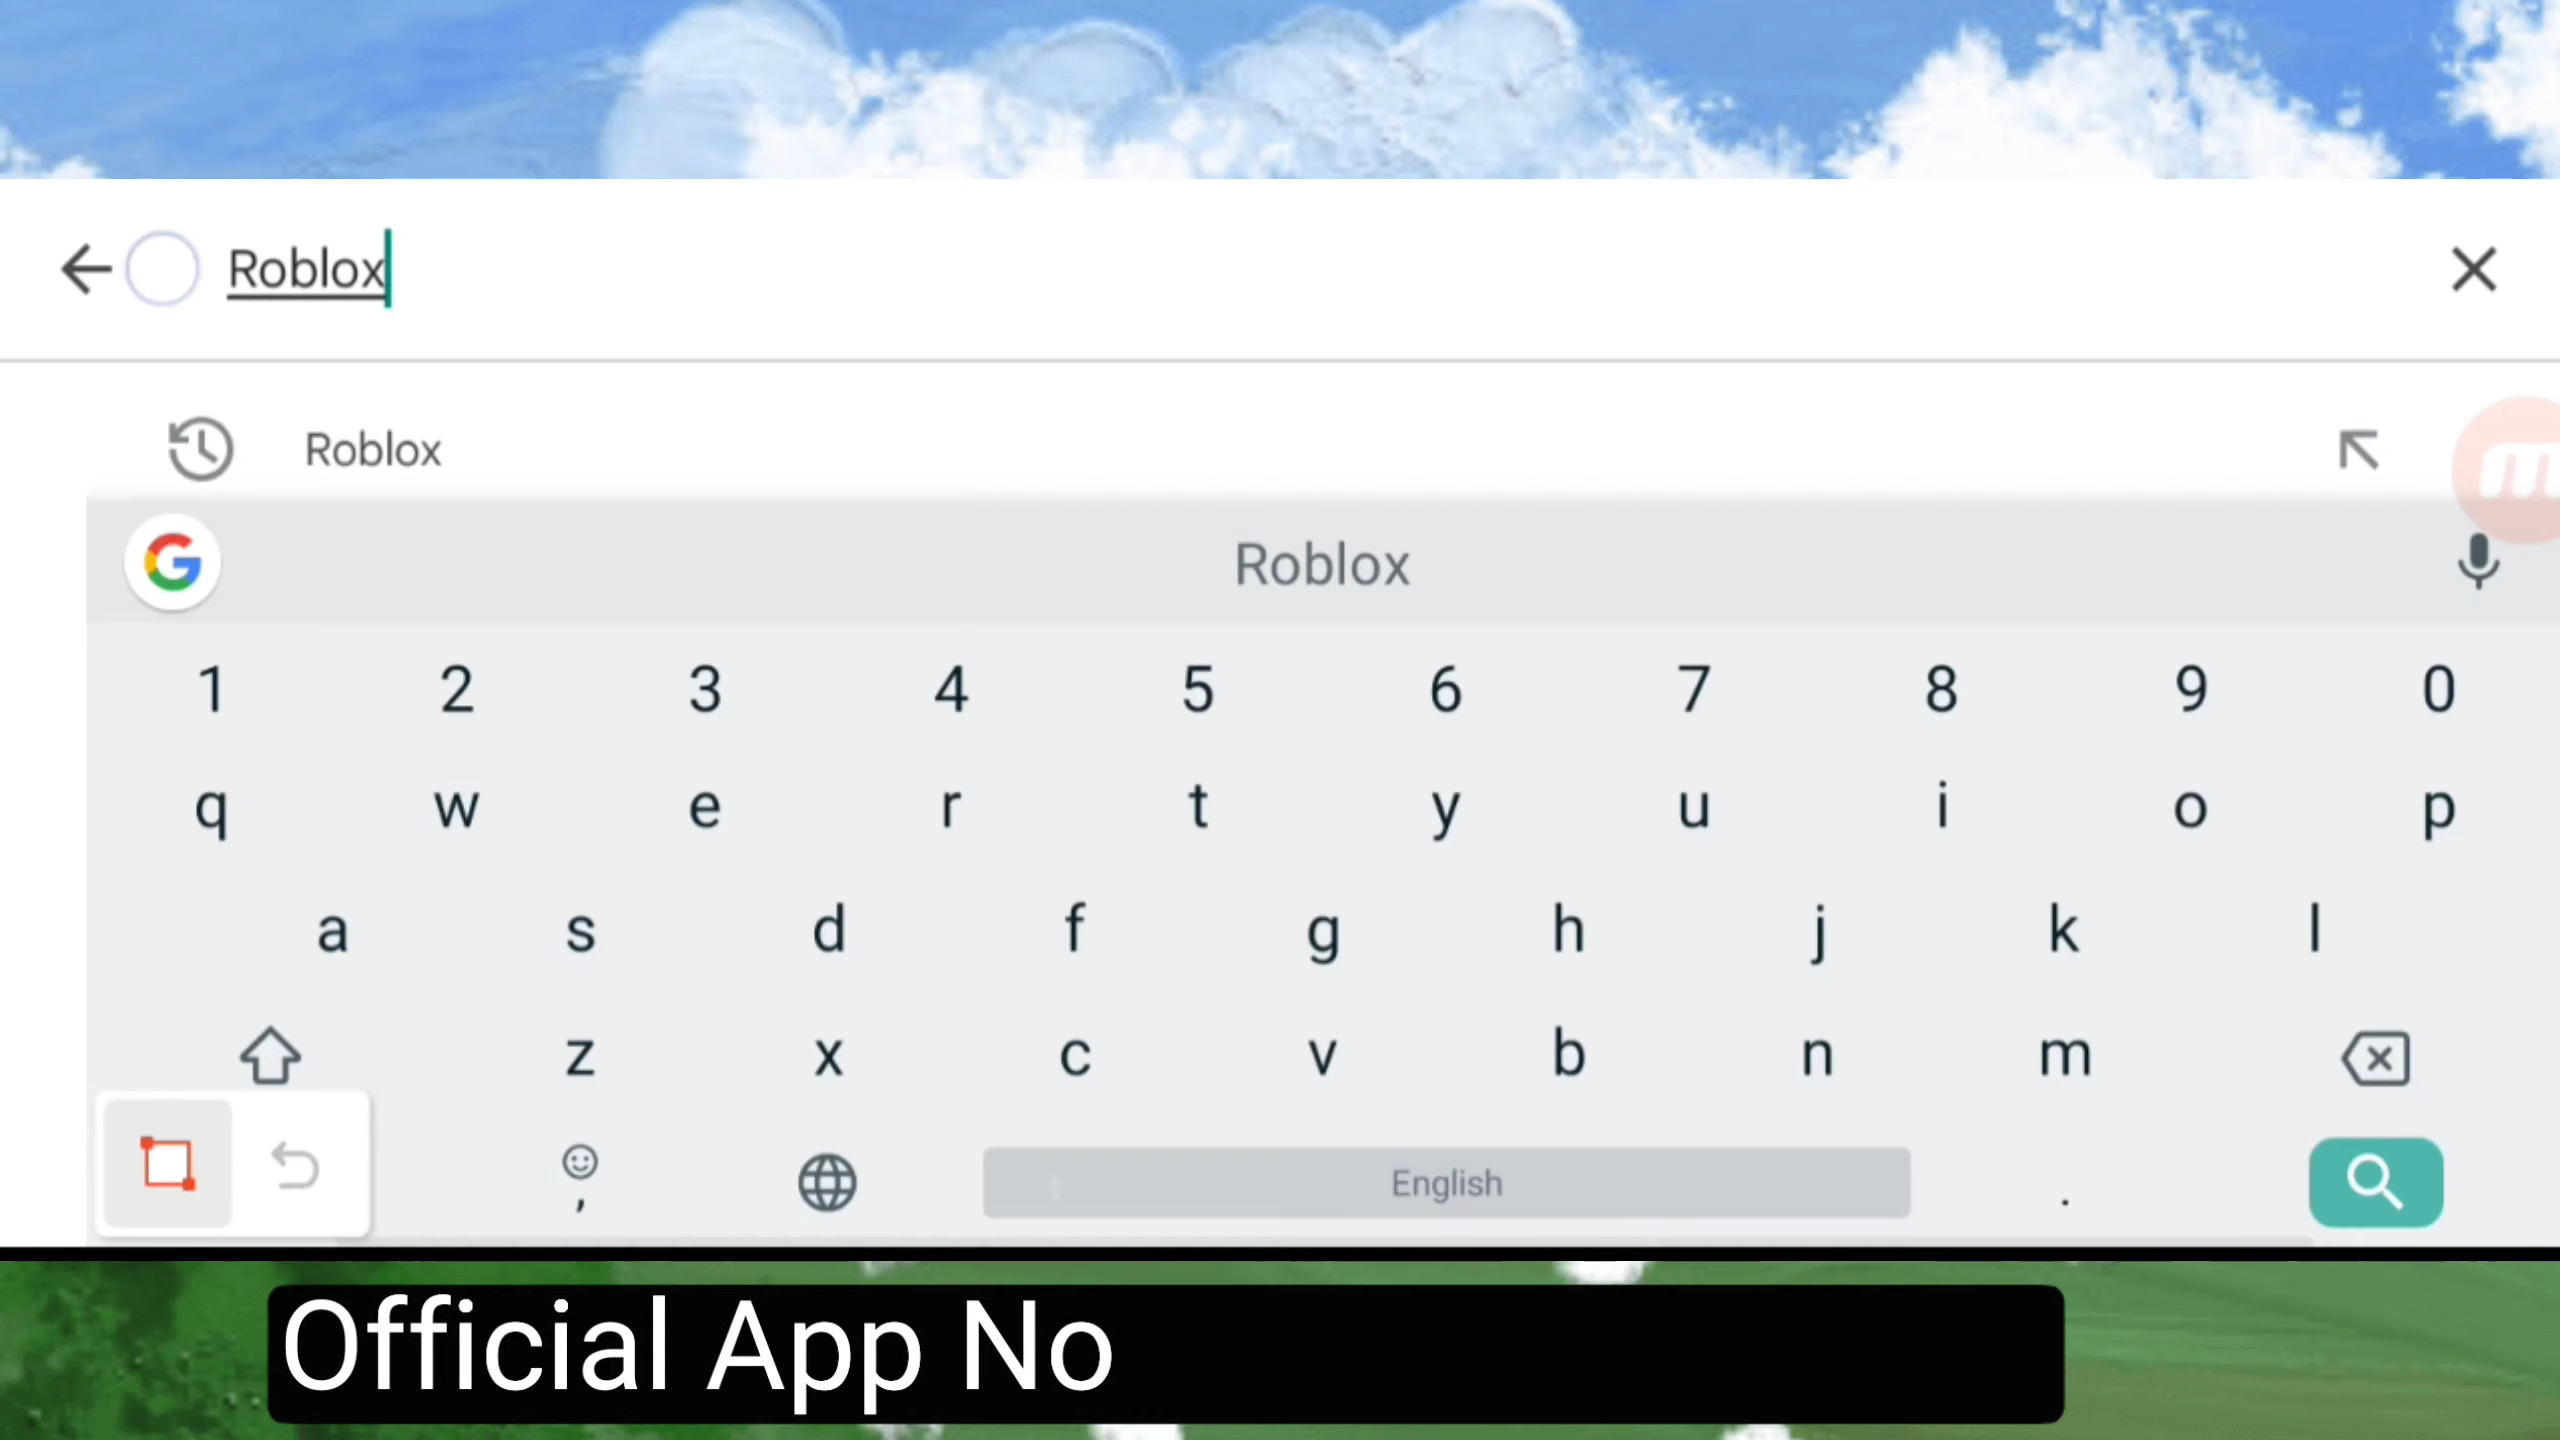 Roblox
Roblox
Roblox
1 2 3 4 5 6 7 8 9 0
q w e r t y u i o p
a s d f g h j k l
z x c v b n m
, English .
Official App No